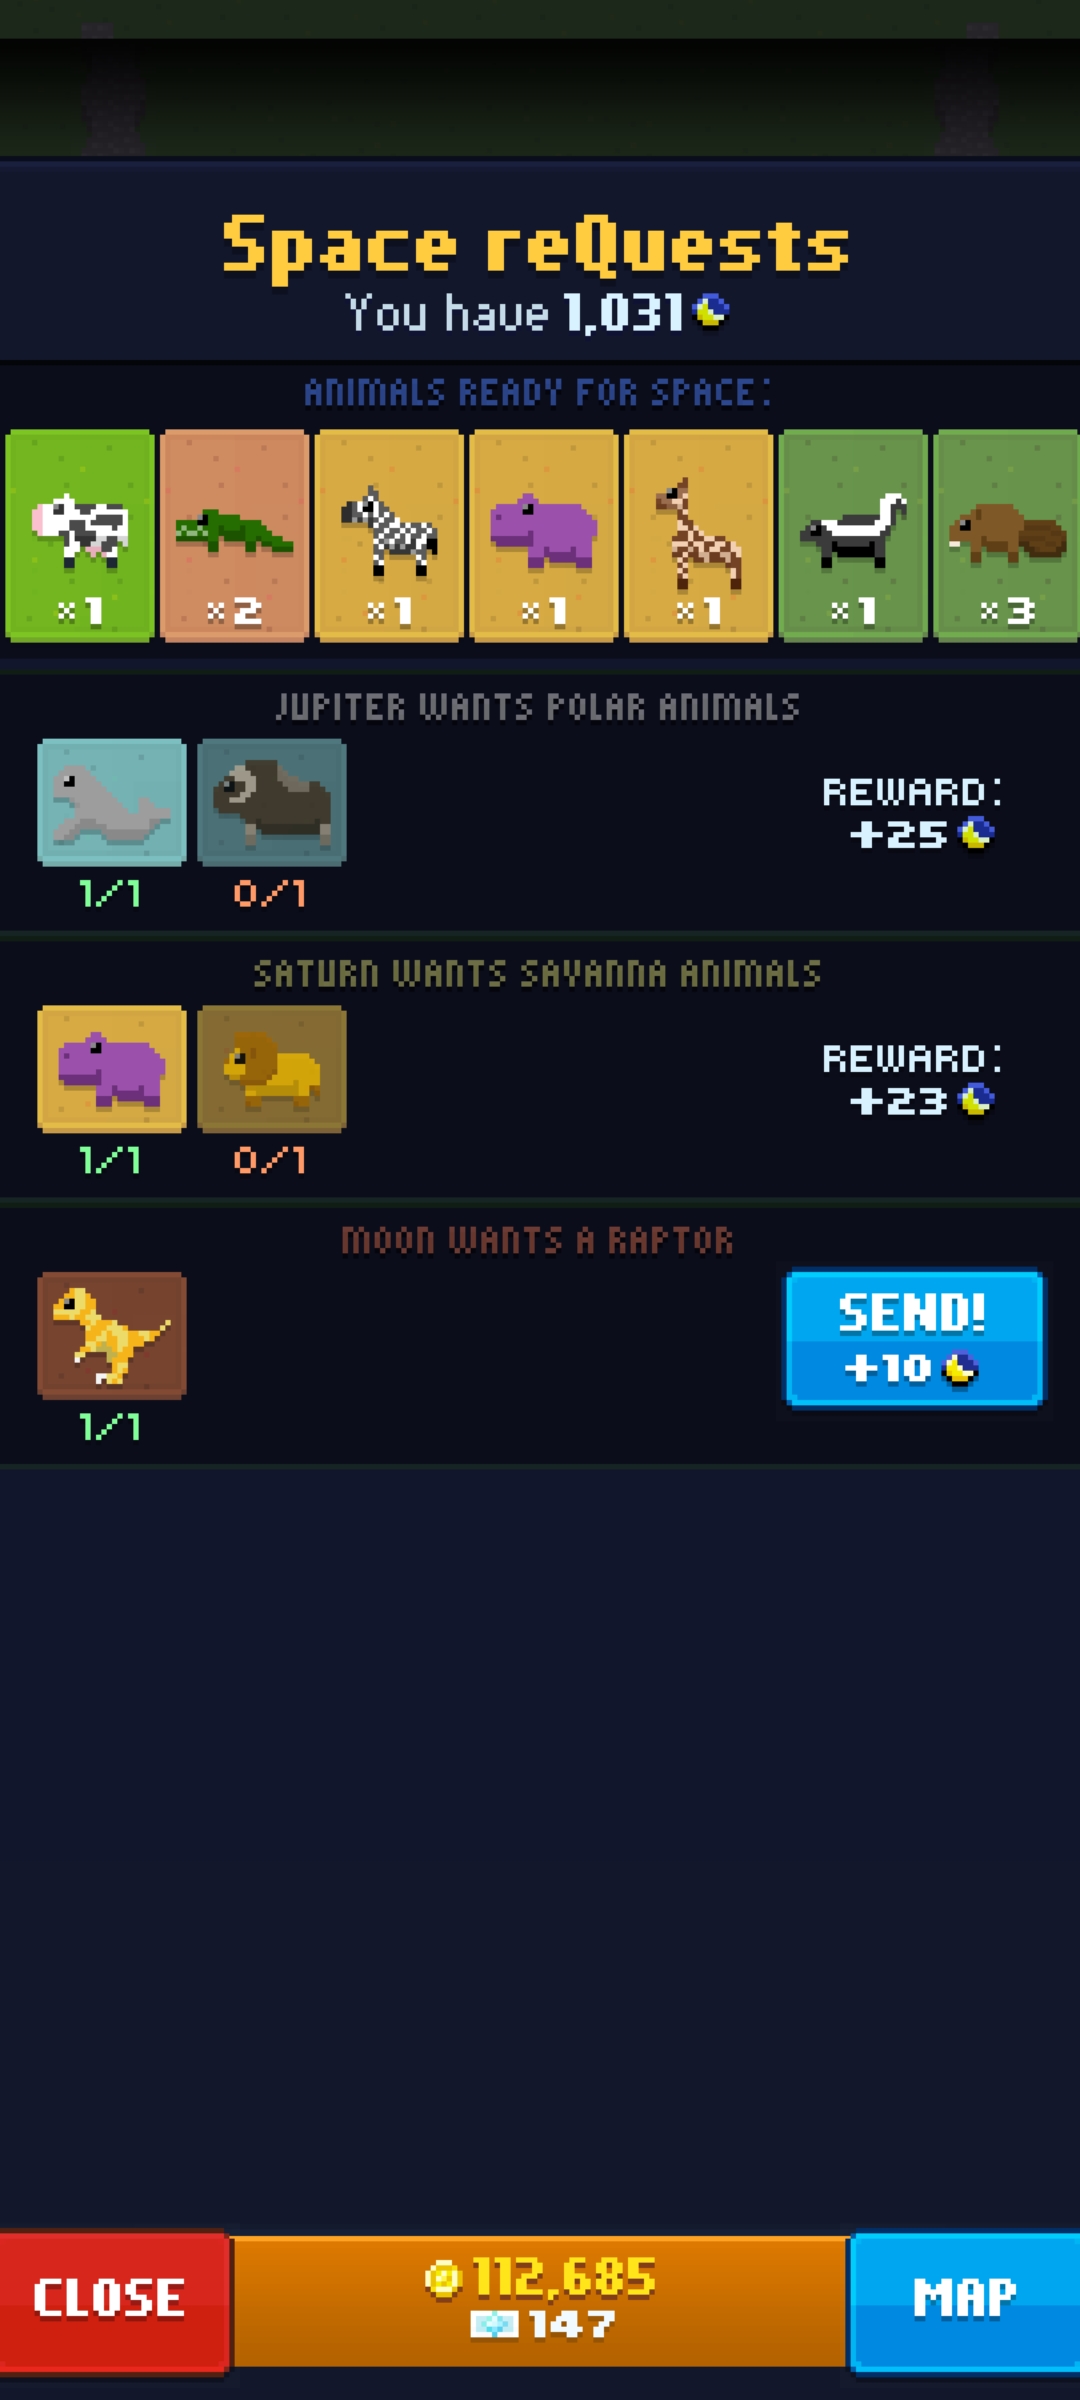 Space reQuests
You have 1,031
ANIMALS READY FOR SPACE:
×1 ×2 ×1 ×1 ×1 ×1 ×3
JUPITER WANTS POLAR ANIMALS
REWARD:
+25
1/1 0/1
SATURN WANTS SAVANNA ANIMALS
REWARD:
+23
1/1 0/1
MOON WANTS A RAPTOR
SEND!
+10
1/1
CLOSE
112,685
147
MAP